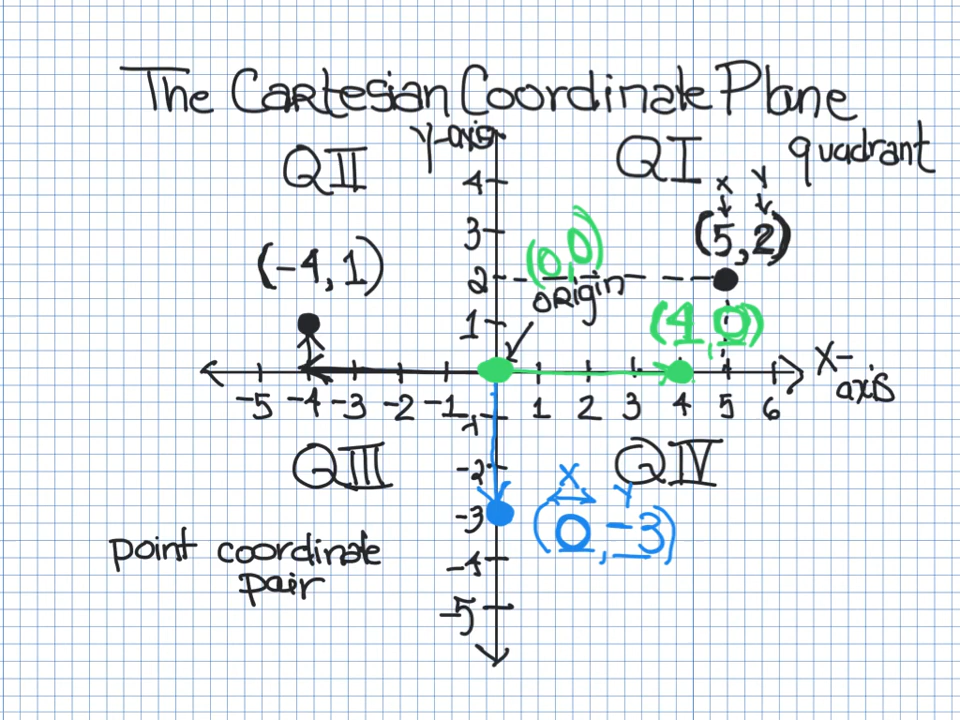 The Cartesian Coordinate Plane
Y-axis
QII
QI
quadrant
X Y
4
3
(5,2)
(0,0)
(-4,1)
2
ORIGIN
1
(4,0)
X-
axis
-5 -4 -3 -2 -1 1 2 3 4 5 6
-1
QIII
QIV
-2
X Y
-3
(0,-3)
point coordinate
pair
-4
-5